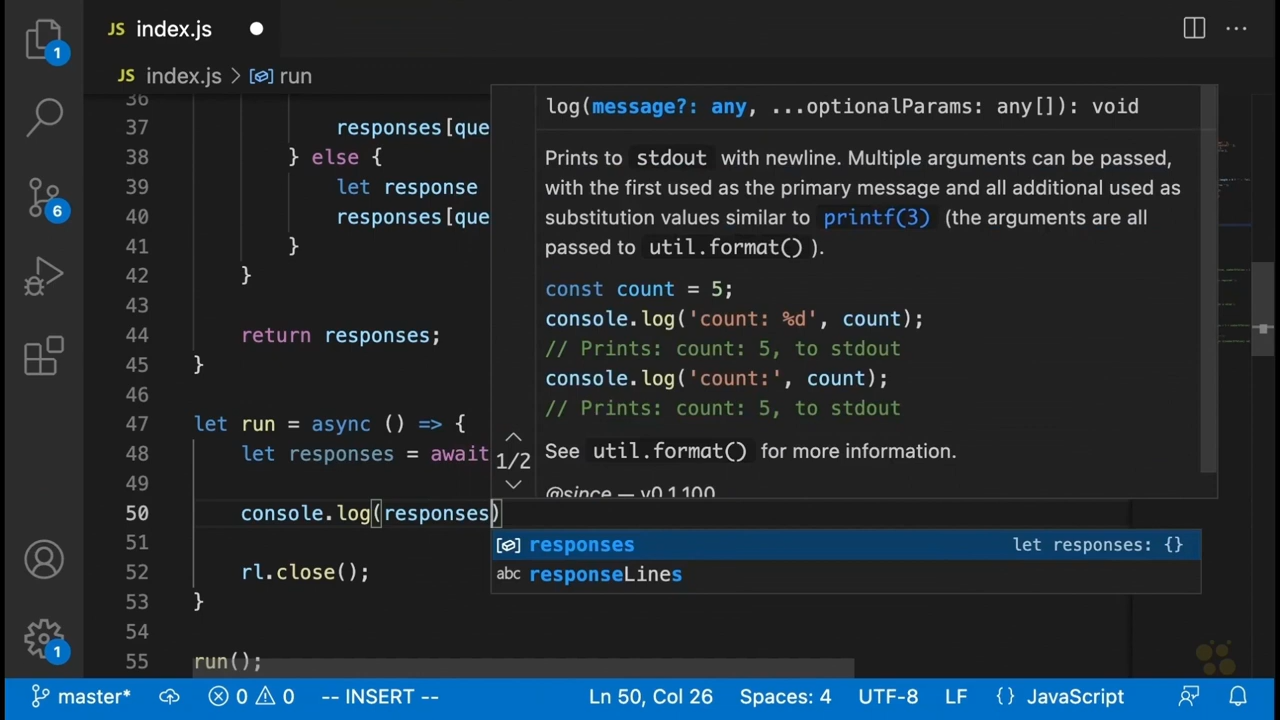 JS index.js
JS index.js > run
1
6
1
36
37 responses[que
38 } else {
39 let response
40 responses[que
41 }
42 }
43
44 return responses;
45 }
46
47 let run = async () => {
48 let responses = await
49
50 console.log(responses)
51
52 rl.close();
53 }
54
55 run();
log(message?: any, ...optionalParams: any[]): void
Prints to stdout with newline. Multiple arguments can be passed,
with the first used as the primary message and all additional used as
substitution values similar to printf(3) (the arguments are all
passed to util.format() ).
const count = 5;
console.log('count: %d', count);
// Prints: count: 5, to stdout
console.log('count:', count);
// Prints: count: 5, to stdout
See util.format() for more information.
@since — v0.1.100
1/2
responses let responses: {}
abc responseLines
master* 0 0 -- INSERT -- Ln 50, Col 26 Spaces: 4 UTF-8 LF {} JavaScript